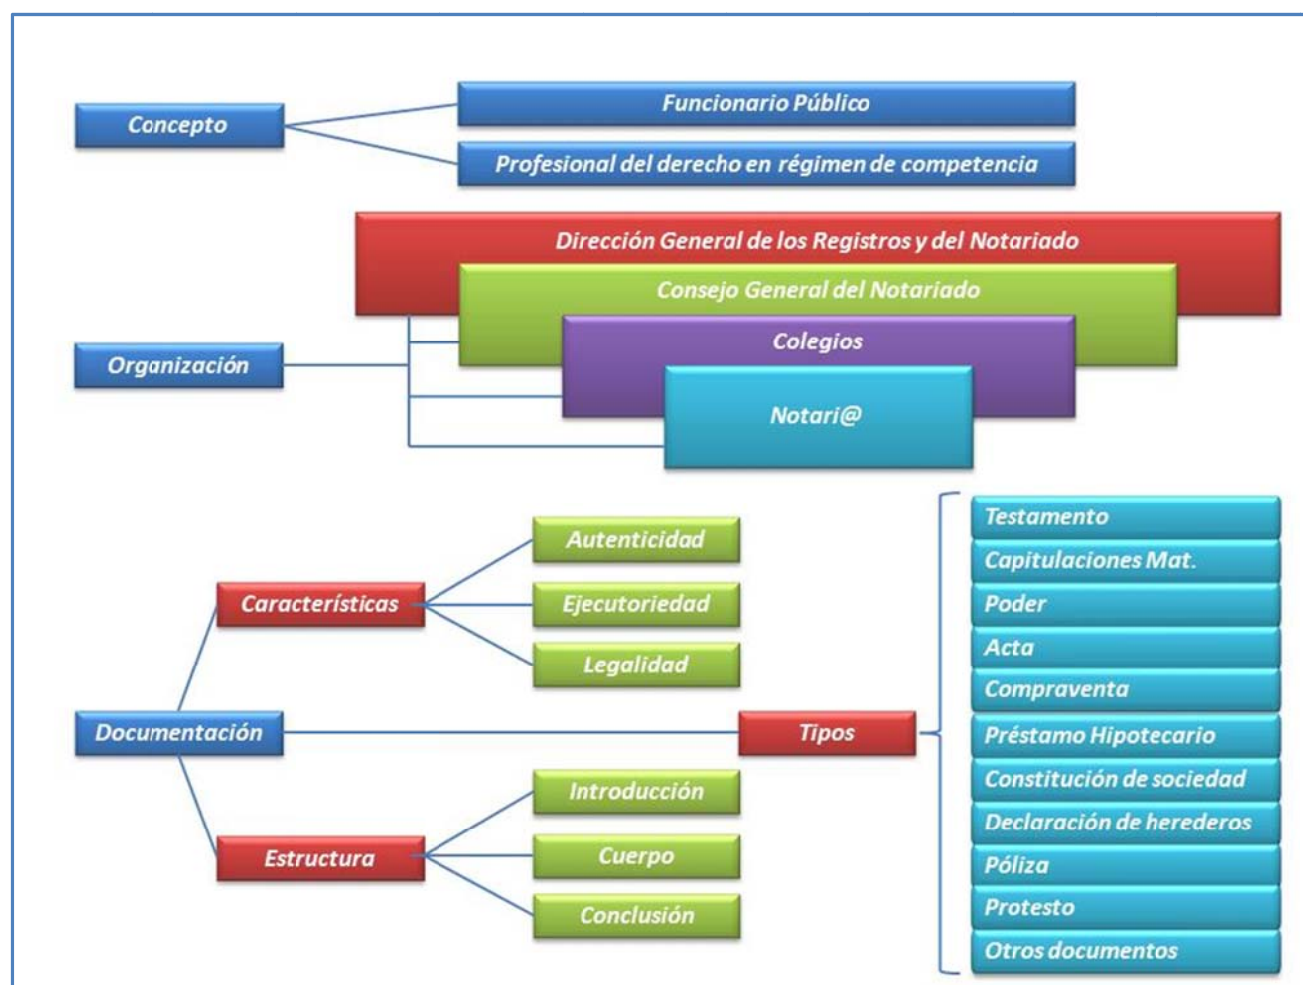 Concepto
Funcionario Público
Profesional del derecho en régimen de competencia
Organización
Dirección General de los Registros y del Notariado
Consejo General del Notariado
Colegios
Notari@
Documentación
Características
Autenticidad
Ejecutoriedad
Legalidad
Estructura
Introducción
Cuerpo
Conclusión
Tipos
Testamento
Capitulaciones Mat.
Poder
Acta
Compraventa
Préstamo Hipotecario
Constitución de sociedad
Declaración de herederos
Póliza
Protesto
Otros documentos